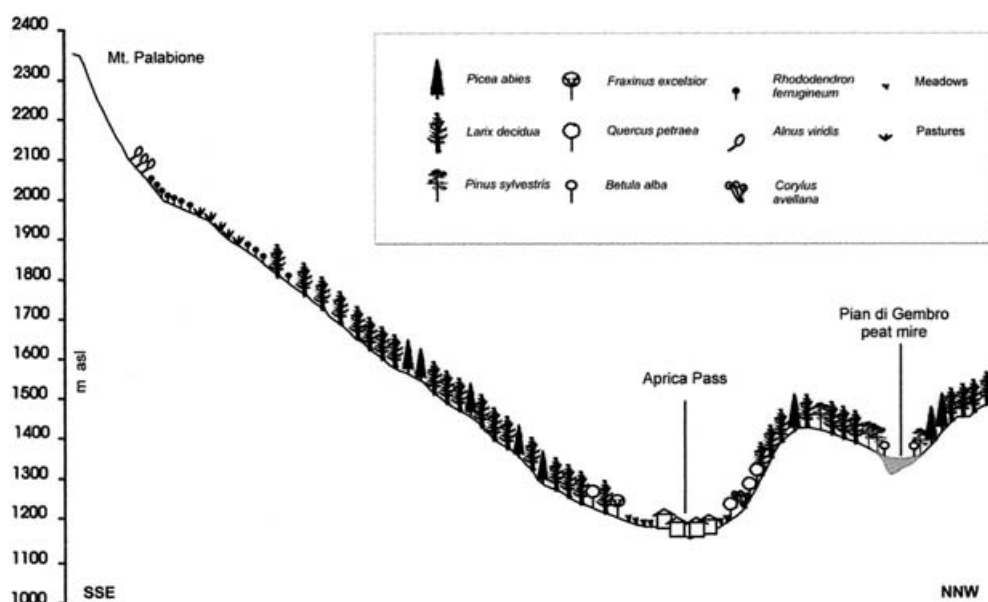 2400
2300
2200
2100
2000
1900
1800
1700
1600
1500
1400
1300
1200
1100
1000
m asl
Mt. Palabione
Picea abies
Larix decidua
Pinus sylvestris
Fraxinus excelsior
Quercus petraea
Betula alba
Rhododendron
ferrugineum
Alnus viridis
Corylus
avellana
Meadows
Pastures
Aprica Pass
Pian di Gembro
peat mire
SSE
NNW